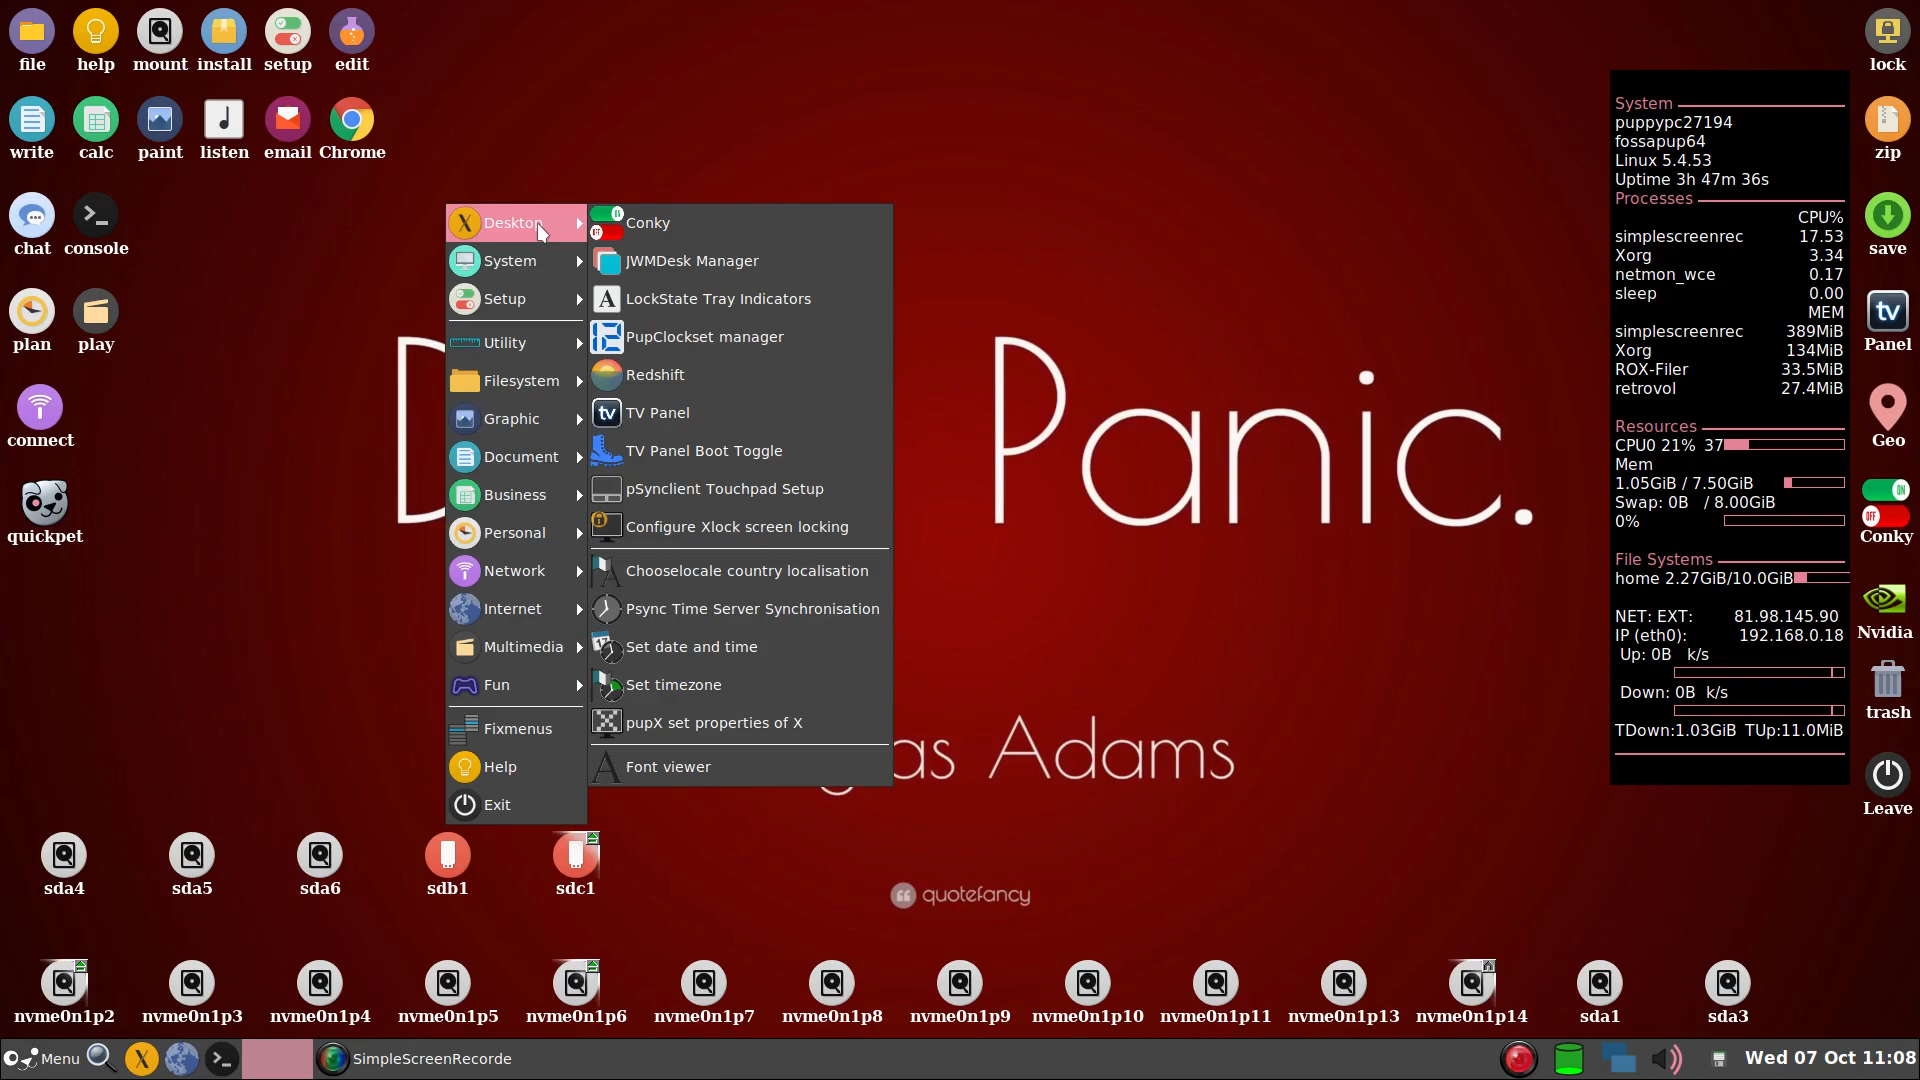 file help mount install setup edit
write calc paint listen email Chrome
chat console
plan play
connect
quickpet
Desktop
System
Setup
Utility
Filesystem
Graphic
Document
Business
Personal
Network
Internet
Multimedia
Fun
Fixmenus
Help
Exit
Conky
JWMDesk Manager
LockState Tray Indicators
PupClockset manager
Redshift
TV Panel
TV Panel Boot Toggle
pSynclient Touchpad Setup
Configure Xlock screen locking
Chooselocale country localisation
Psync Time Server Synchronisation
Set date and time
Set timezone
pupX set properties of X
Font viewer
Panic.
Adams
quotefancy
System
puppypc27194
fossapup64
Linux 5.4.53
Uptime 3h 47m 36s
Processes
CPU%
simplescreenrec 17.53
Xorg 3.34
netmon_wce 0.17
sleep 0.00
MEM
simplescreenrec 389MiB
Xorg 134MiB
ROX-Filer 33.5MiB
retrovol 27.4MiB
Resources
CPU0 21% 37
Mem
1.05GiB / 7.50GiB
Swap: 0B / 8.00GiB
0%
File Systems
home 2.27GiB/10.0GiB
NET: EXT: 81.98.145.90
IP (eth0): 192.168.0.18
Up: 0B k/s
Down: 0B k/s
TDown:1.03GiB TUp:11.0MiB
lock
zip
save
tv
Panel
Geo
ON
OFF
Conky
Nvidia
trash
Leave
sda4 sda5 sda6 sdb1 sdc1
nvme0n1p2 nvme0n1p3 nvme0n1p4 nvme0n1p5 nvme0n1p6 nvme0n1p7 nvme0n1p8 nvme0n1p9 nvme0n1p10 nvme0n1p11 nvme0n1p13 nvme0n1p14 sda1 sda3
Menu SimpleScreenRecorde Wed 07 Oct 11:08